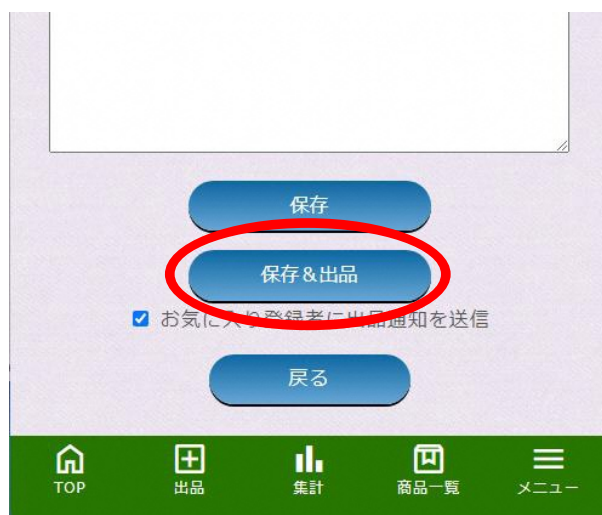 保存
保存&出品
お気に入り登録者に出品通知を送信
戻る
TOP 出品 集計 商品一覧 メニュー